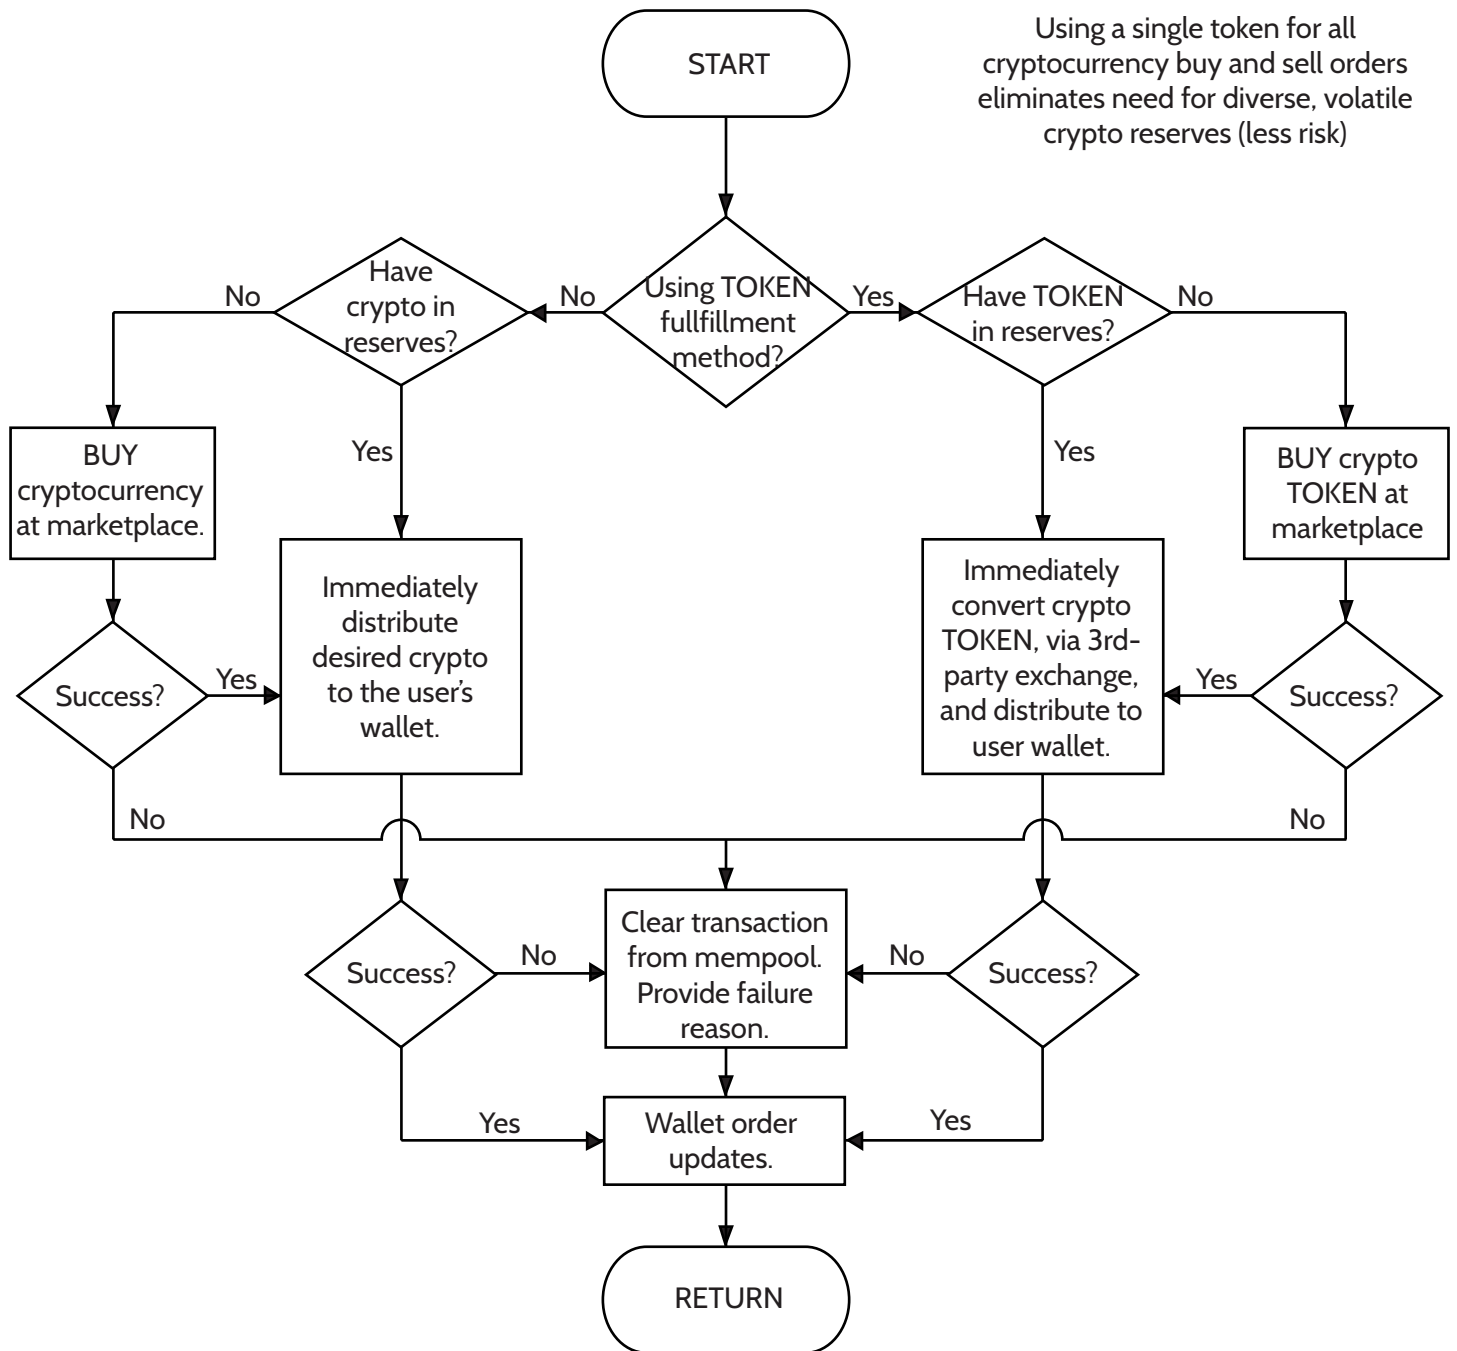 START
Using a single token for all
cryptocurrency buy and sell orders
eliminates need for diverse, volatile
crypto reserves (less risk)
No
Have
crypto in
reserves?
No
Using TOKEN
fullfillment
method?
Yes
Have TOKEN
in reserves?
No
BUY
cryptocurrency
at marketplace.
Yes
Yes
BUY crypto
TOKEN at
marketplace
Success?
Yes
Immediately
distribute
desired crypto
to the user's
wallet.
Immediately
convert crypto
TOKEN, via 3rd-
party exchange,
and distribute to
user wallet.
Yes
Success?
No
No
Success?
No
Clear transaction
from mempool.
Provide failure
reason.
No
Success?
Yes
Wallet order
updates.
Yes
RETURN